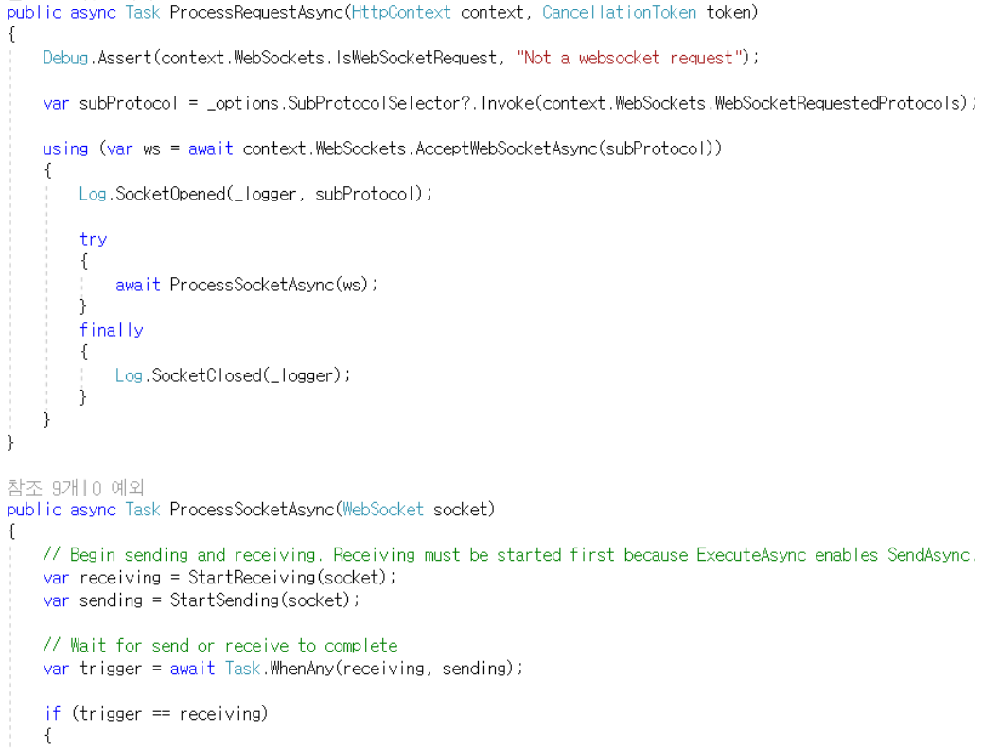 public async Task ProcessRequestAsync(HttpContext context, CancellationToken token)
{
    Debug.Assert(context.WebSockets.IsWebSocketRequest, "Not a websocket request");
    var subProtocol = _options.SubProtocolSelector?.Invoke(context.WebSockets.WebSocketRequestedProtocols);
    using (var ws = await context.WebSockets.AcceptWebSocketAsync(subProtocol))
    {
        Log.SocketOpened(_logger, subProtocol);
        try
        {
            await ProcessSocketAsync(ws);
        }
        finally
        {
            Log.SocketClosed(_logger);
        }
    }
}
참조 9개|0 예외
public async Task ProcessSocketAsync(WebSocket socket)
{
    // Begin sending and receiving. Receiving must be started first because ExecuteAsync enables SendAsync.
    var receiving = StartReceiving(socket);
    var sending = StartSending(socket);
    // Wait for send or receive to complete
    var trigger = await Task.WhenAny(receiving, sending);
    if (trigger == receiving)
    {